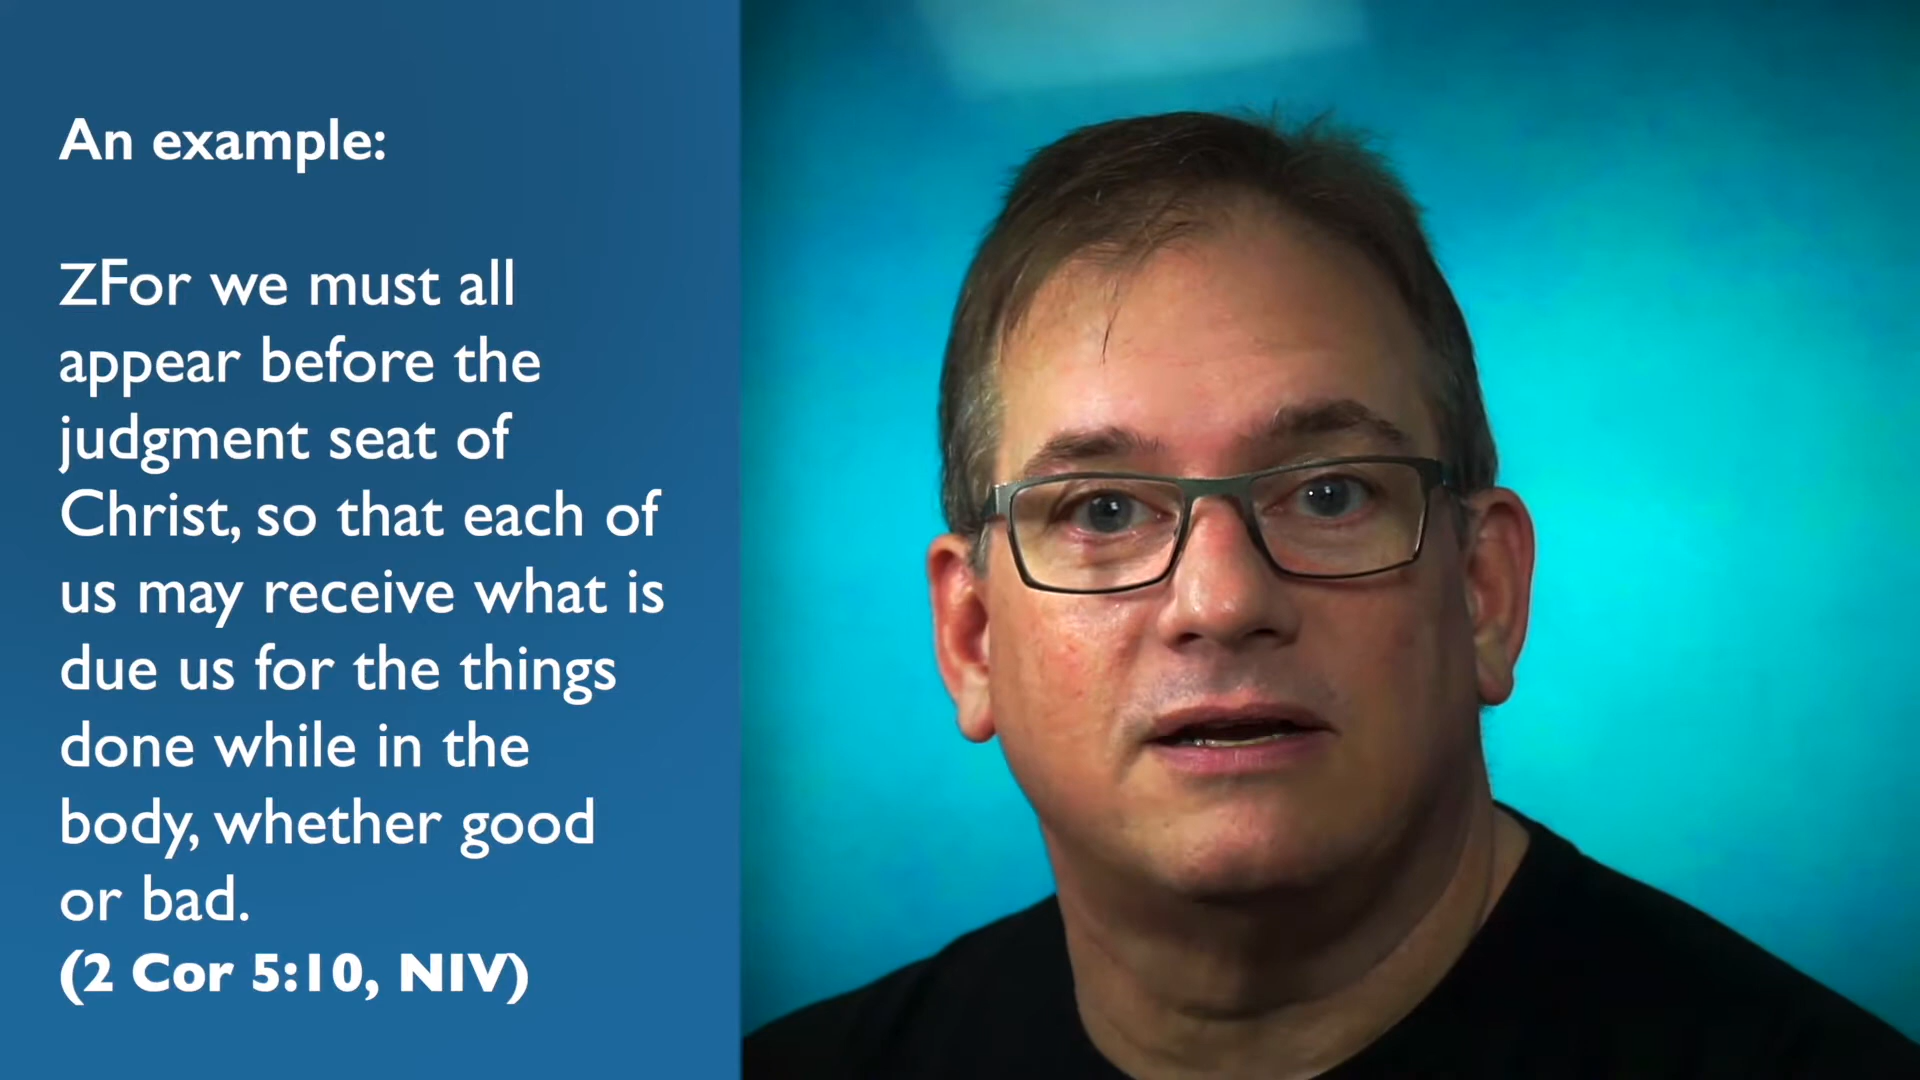 An example:
ZFor we must all
appear before the
judgment seat of
Christ, so that each of
us may receive what is
due us for the things
done while in the
body, whether good
or bad.
(2 Cor 5:10, NIV)